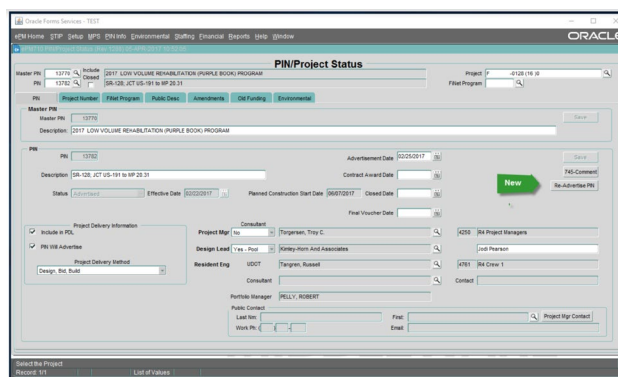 Oracle Forms Services - TEST
ePM Home STIP Setup MPS PIN Info Environmental Staffing Financial Reports Help Window ORACLE
PIN/Project Status
Master PIN 13770 Include Closed 2017 LOW VOLUME REHABILITATION (PURPLE BOOK) PROGRAM Project F -0128 (16 )0
PIN 13782 SR-128; JCT US-191 to MP 20.31 FINet Program
PIN Project Number FINet Program Public Desc Amendments Old Funding Environmental
Master PIN
Master PIN 13770 Save
Description 2017 LOW VOLUME REHABILITATION (PURPLE BOOK) PROGRAM
PIN
PIN 13782 Advertisement Date 02/25/2017 Save
Description SR-128; JCT US-191 to MP 20.31 Contract Award Date 745-Comment
New Re-Advertise PIN
Status Advertised Effective Date 02/22/2017 Planned Construction Start Date 06/07/2017 Closed Date
Final Voucher Date
Project Delivery Information Consultant
Include in PDL Project Mgr No Torgersen, Troy C. 4250 R4 Project Managers
PIN Will Advertise Design Lead Yes - Pool Kimley-Horn And Associates Jodi Pearson
Project Delivery Method Resident Eng UDOT Tangren, Russell 4761 R4 Crew 1
Design, Bid, Build Consultant Contact
Portfolio Manager PELLY, ROBERT
Public Contact
Last Nm: First: Project Mgr Contact
Work Ph: ( ) - Email:
Select the Project
Record: 1/1 List of Values